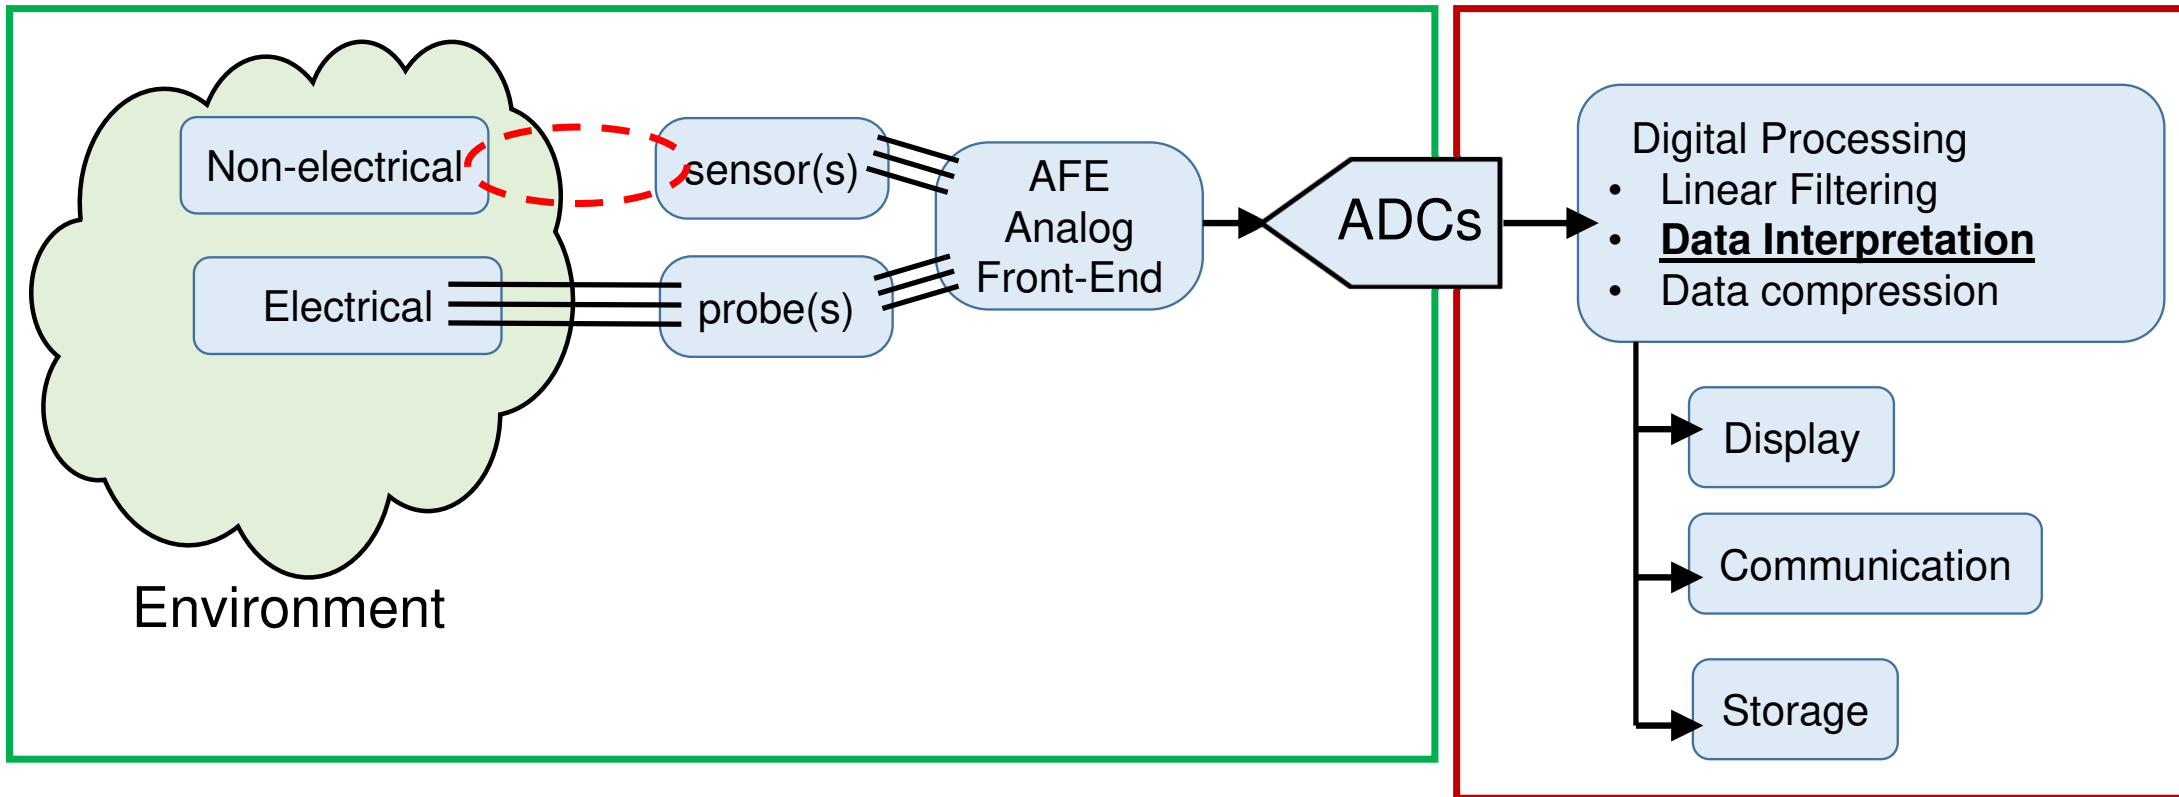 Non-electrical
Electrical
Environment
sensor(s)
probe(s)
AFE
Analog
Front-End
ADCs
Digital Processing
• Linear Filtering
• Data Interpretation
• Data compression
Display
Communication
Storage